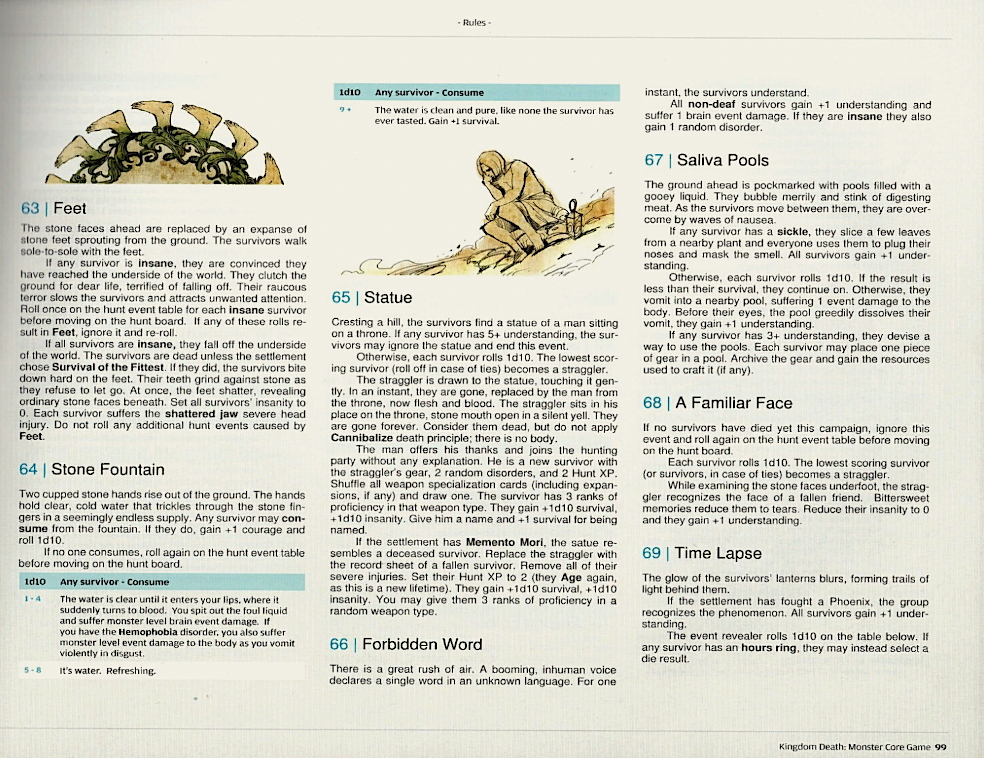 - Rules -
63 | Feet
The stone faces ahead are replaced by an expanse of
stone feet sprouting from the ground. The survivors walk
sole-to-sole with the feet.
If any survivor is insane, they are convinced they
have reached the underside of the world. They clutch the
ground for dear life, terrified of falling off. Their raucous
terror slows the survivors and attracts unwanted attention.
Roll once on the hunt event table for each insane survivor
before moving on the hunt board. If any of these rolls re-
sult in Feet, ignore it and re-roll.
If all survivors are insane, they fall off the underside
of the world. The survivors are dead unless the settlement
chose Survival of the Fittest. If they did, the survivors bite
down hard on the feet. Their teeth grind against stone as
they refuse to let go. At once, the feet shatter, revealing
ordinary stone faces beneath. Set all survivors' insanity to
0. Each survivor suffers the shattered jaw severe head
injury. Do not roll any additional hunt events caused by
Feet.
64 | Stone Fountain
Two cupped stone hands rise out of the ground. The hands
hold clear, cold water that trickles through the stone fin-
gers in a seemingly endless supply. Any survivor may con-
sume from the fountain. If they do, gain +1 courage and
roll 1d10.
If no one consumes, roll again on the hunt event table
before moving on the hunt board.
1d10 Any survivor - Consume
1 - 4 The water is clear until it enters your lips, where it
suddenly turns to blood. You spit out the foul liquid
and suffer monster level brain event damage. If
you have the Hemophobia disorder, you also suffer
monster level event damage to the body as you vomit
violently in disgust.
5 - 8 It's water. Refreshing.
1d10 Any survivor - Consume
9 + The water is clean and pure, like none the survivor has
ever tasted. Gain +1 survival.
65 | Statue
Cresting a hill, the survivors find a statue of a man sitting
on a throne. If any survivor has 5+ understanding, the sur-
vivors may ignore the statue and end this event.
Otherwise, each survivor rolls 1d10. The lowest scor-
ing survivor (roll off in case of ties) becomes a straggler.
The straggler is drawn to the statue, touching it gen-
tly. In an instant, they are gone, replaced by the man from
the throne, now flesh and blood. The straggler sits in his
place on the throne, stone mouth open in a silent yell. They
are gone forever. Consider them dead, but do not apply
Cannibalize death principle; there is no body.
The man offers his thanks and joins the hunting
party without any explanation. He is a new survivor with
the straggler's gear, 2 random disorders, and 2 Hunt XP.
Shuffle all weapon specialization cards (including expan-
sions, if any) and draw one. The survivor has 3 ranks of
proficiency in that weapon type. They gain +1d10 survival,
+1d10 insanity. Give him a name and +1 survival for being
named.
If the settlement has Memento Mori, the satue re-
sembles a deceased survivor. Replace the straggler with
the record sheet of a fallen survivor. Remove all of their
severe injuries. Set their Hunt XP to 2 (they Age again,
as this is a new lifetime). They gain +1d10 survival, +1d10
insanity. You may give them 3 ranks of proficiency in a
random weapon type.
66 | Forbidden Word
There is a great rush of air. A booming, inhuman voice
declares a single word in an unknown language. For one
instant, the survivors understand.
All non-deaf survivors gain +1 understanding and
suffer 1 brain event damage. If they are insane they also
gain 1 random disorder.
67 | Saliva Pools
The ground ahead is pockmarked with pools filled with a
gooey liquid. They bubble merrily and stink of digesting
meat. As the survivors move between them, they are over-
come by waves of nausea.
If any survivor has a sickle, they slice a few leaves
from a nearby plant and everyone uses them to plug their
noses and mask the smell. All survivors gain +1 under-
standing.
Otherwise, each survivor rolls 1d10. If the result is
less than their survival, they continue on. Otherwise, they
vomit into a nearby pool, suffering 1 event damage to the
body. Before their eyes, the pool greedily dissolves their
vomit, they gain +1 understanding.
If any survivor has 3+ understanding, they devise a
way to use the pools. Each survivor may place one piece
of gear in a pool. Archive the gear and gain the resources
used to craft it (if any).
68 | A Familiar Face
If no survivors have died yet this campaign, ignore this
event and roll again on the hunt event table before moving
on the hunt board.
Each survivor rolls 1d10. The lowest scoring survivor
(or survivors, in case of ties) becomes a straggler.
While examining the stone faces underfoot, the strag-
gler recognizes the face of a fallen friend. Bittersweet
memories reduce them to tears. Reduce their insanity to 0
and they gain +1 understanding.
69 | Time Lapse
The glow of the survivors' lanterns blurs, forming trails of
light behind them.
If the settlement has fought a Phoenix, the group
recognizes the phenomenon. All survivors gain +1 under-
standing.
The event revealer rolls 1d10 on the table below. If
any survivor has an hours ring, they may instead select a
die result.
Kingdom Death: Monster Core Game 99